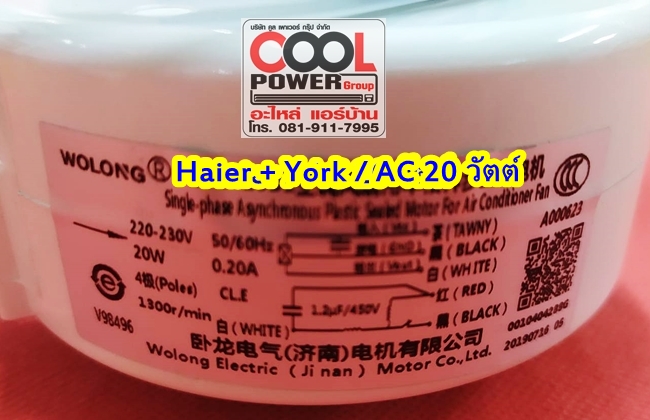 บริษัท คูล เพาเวอร์ กรุ๊ป จำกัด
COOL
POWER Group
อะไหล่ แอร์บ้าน
โทร. 081-911-7995
Haier + York / AC 20 วัตต์
WOLONG®
机
Single-phase Asynchronous Plastic Sealed Motor For Air Conditioner Fan
A000623
220-230V 50/60Hz
20W 0.20A
4极(Poles) CL.E
1300r/min
V98496
(TAWNY)
黑(BLACK)
白(WHITE)
红(RED)
1.2μF/450V
白(WHITE)
黑(BLACK)
卧龙电气(济南)电机有限公司
Wolong Electric (Ji nan) Motor Co.,Ltd.
20190716 05